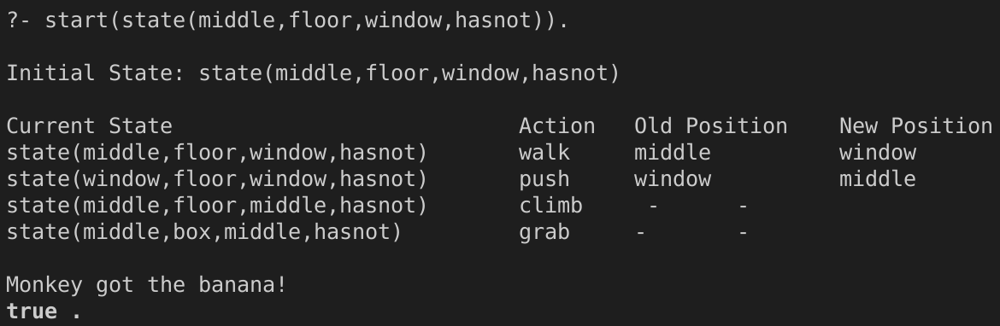 ?- start(state(middle,floor,window,hasnot)).
Initial State: state(middle,floor,window,hasnot)
Current State Action Old Position New Position
state(middle,floor,window,hasnot) walk middle window
state(window,floor,window,hasnot) push window middle
state(middle,floor,middle,hasnot) climb - -
state(middle,box,middle,hasnot) grab - -
Monkey got the banana!
true .